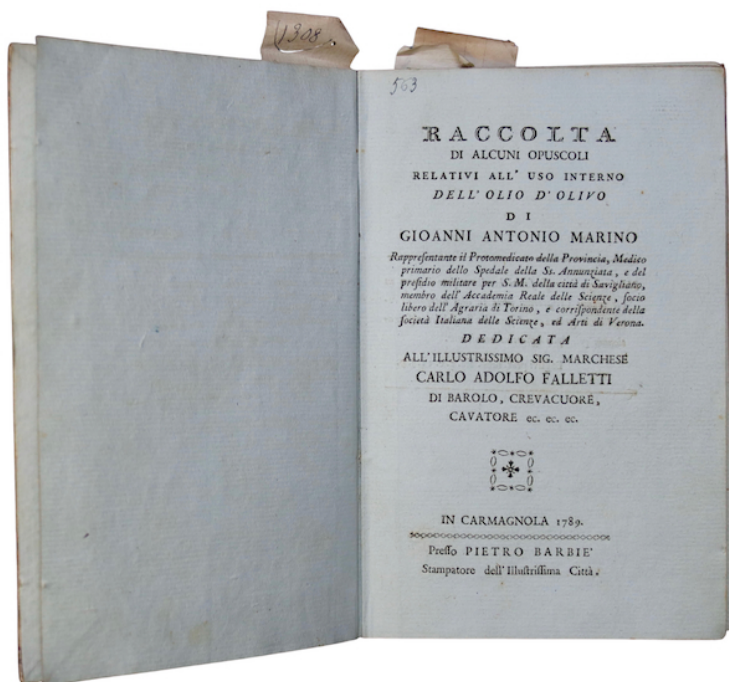 1308
563
RACCOLTA
DI ALCUNI OPUSCOLI
RELATIVI ALL' USO INTERNO
DELL' OLIO D' OLIVO
DI
GIOANNI ANTONIO MARINO
Rappreſentante il Protomedicato della Provincia, Medico
primario dello Spedale della Ss. Annunziata, e del
preſidio militare per S. M. della città di Savigliano,
membro dell' Accademia Reale delle Scienze, ſocio
libero dell' Agraria di Torino, e corriſpondente della
ſocietà Italiana delle Scienze, ed Arti di Verona.
DEDICATA
ALL' ILLUSTRISSIMO SIG. MARCHESE
CARLO ADOLFO FALLETTI
DI BAROLO, CREVACUORE,
CAVATORE ec. ec. ec.
IN CARMAGNOLA 1789.
Preſſo PIETRO BARBIE'
Stampatore dell' Illuſtriſſima Città.